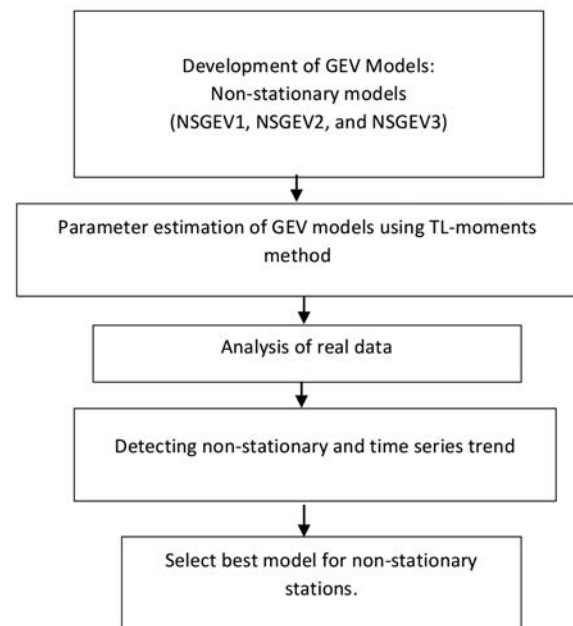 Development of GEV Models:
Non-stationary models
(NSGEV1, NSGEV2, and NSGEV3)
Parameter estimation of GEV models using TL-moments
method
Analysis of real data
Detecting non-stationary and time series trend
Select best model for non-stationary
stations.